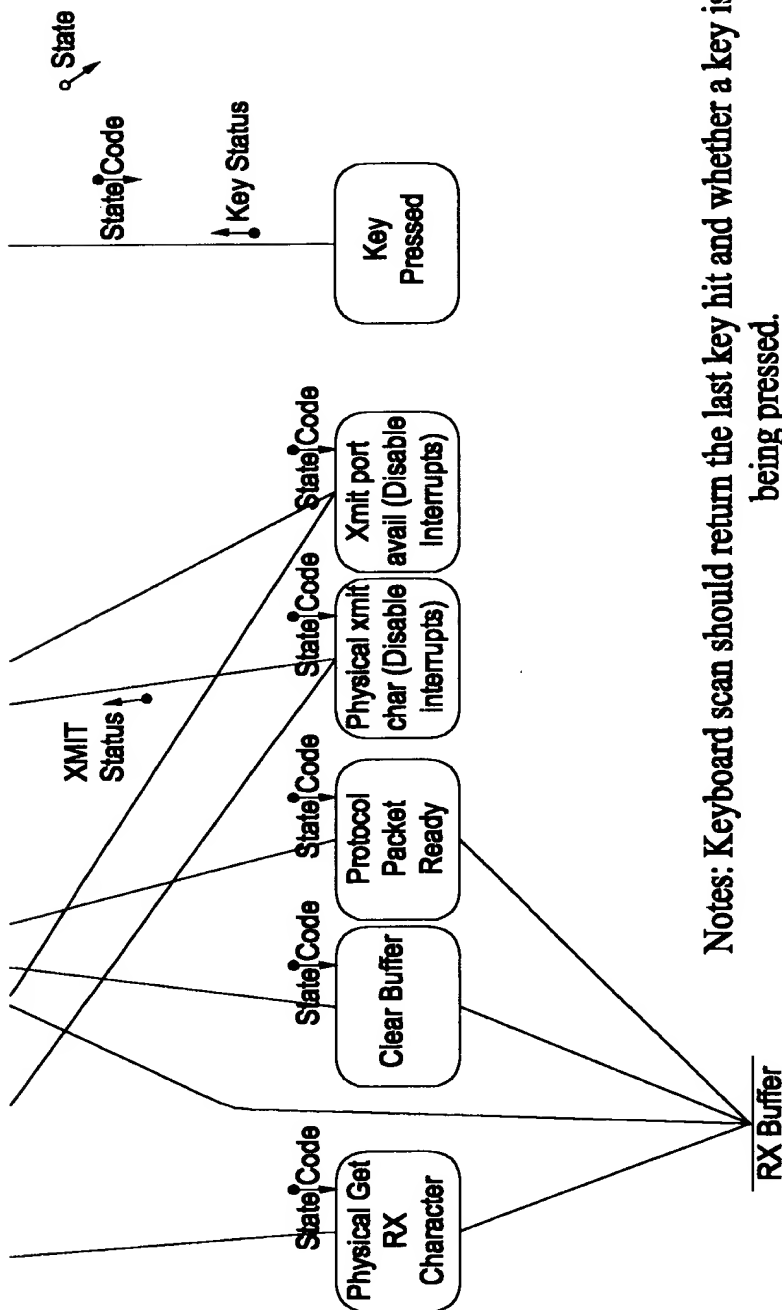 State
State Code
Key Status
XMIT
Status
State Code
Physical Get
RX
Character
State Code
Clear Buffer
State Code
Protocol
Packet
Ready
State Code
Physical xmit
char (Disable
interrupts)
State Code
Xmit port
avail (Disable
Interrupts)
Key
Pressed
RX Buffer
Notes: Keyboard scan should return the last key hit and whether a key is
being pressed.